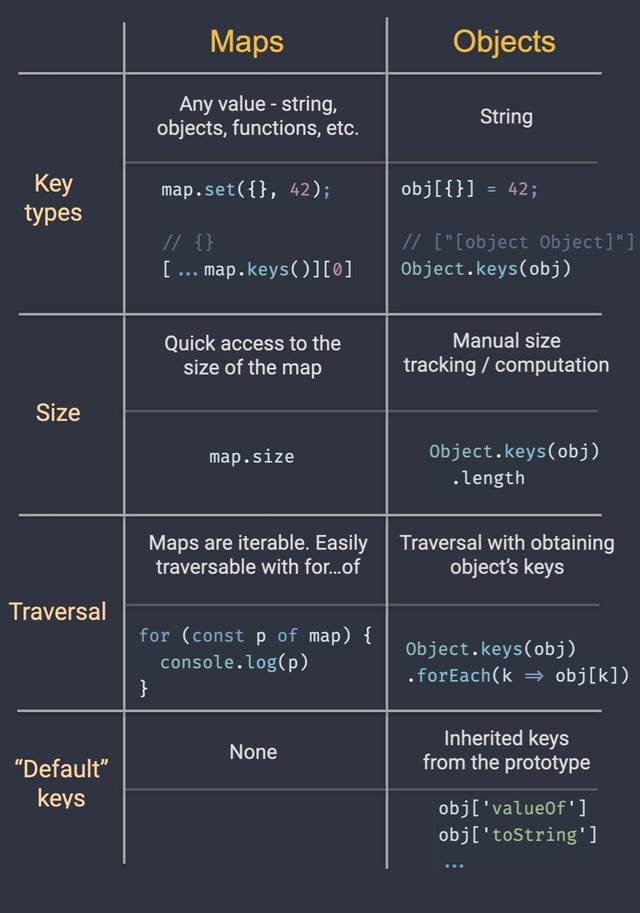 Maps
Objects
Key
types
Any value - string,
objects, functions, etc.
String
map.set({}, 42);
// {}
[ ...map.keys()][0]
obj[{}] = 42;
// ["[object Object]"]
Object.keys(obj)
Size
Quick access to the
size of the map
Manual size
tracking / computation
map.size
Object.keys(obj)
.length
Traversal
Maps are iterable. Easily
traversable with for...of
Traversal with obtaining
object’s keys
for (const p of map) {
console.log(p)
}
Object.keys(obj)
.forEach(k ⇒ obj[k])
“Default”
keys
None
Inherited keys
from the prototype
obj['valueOf']
obj['toString']
...